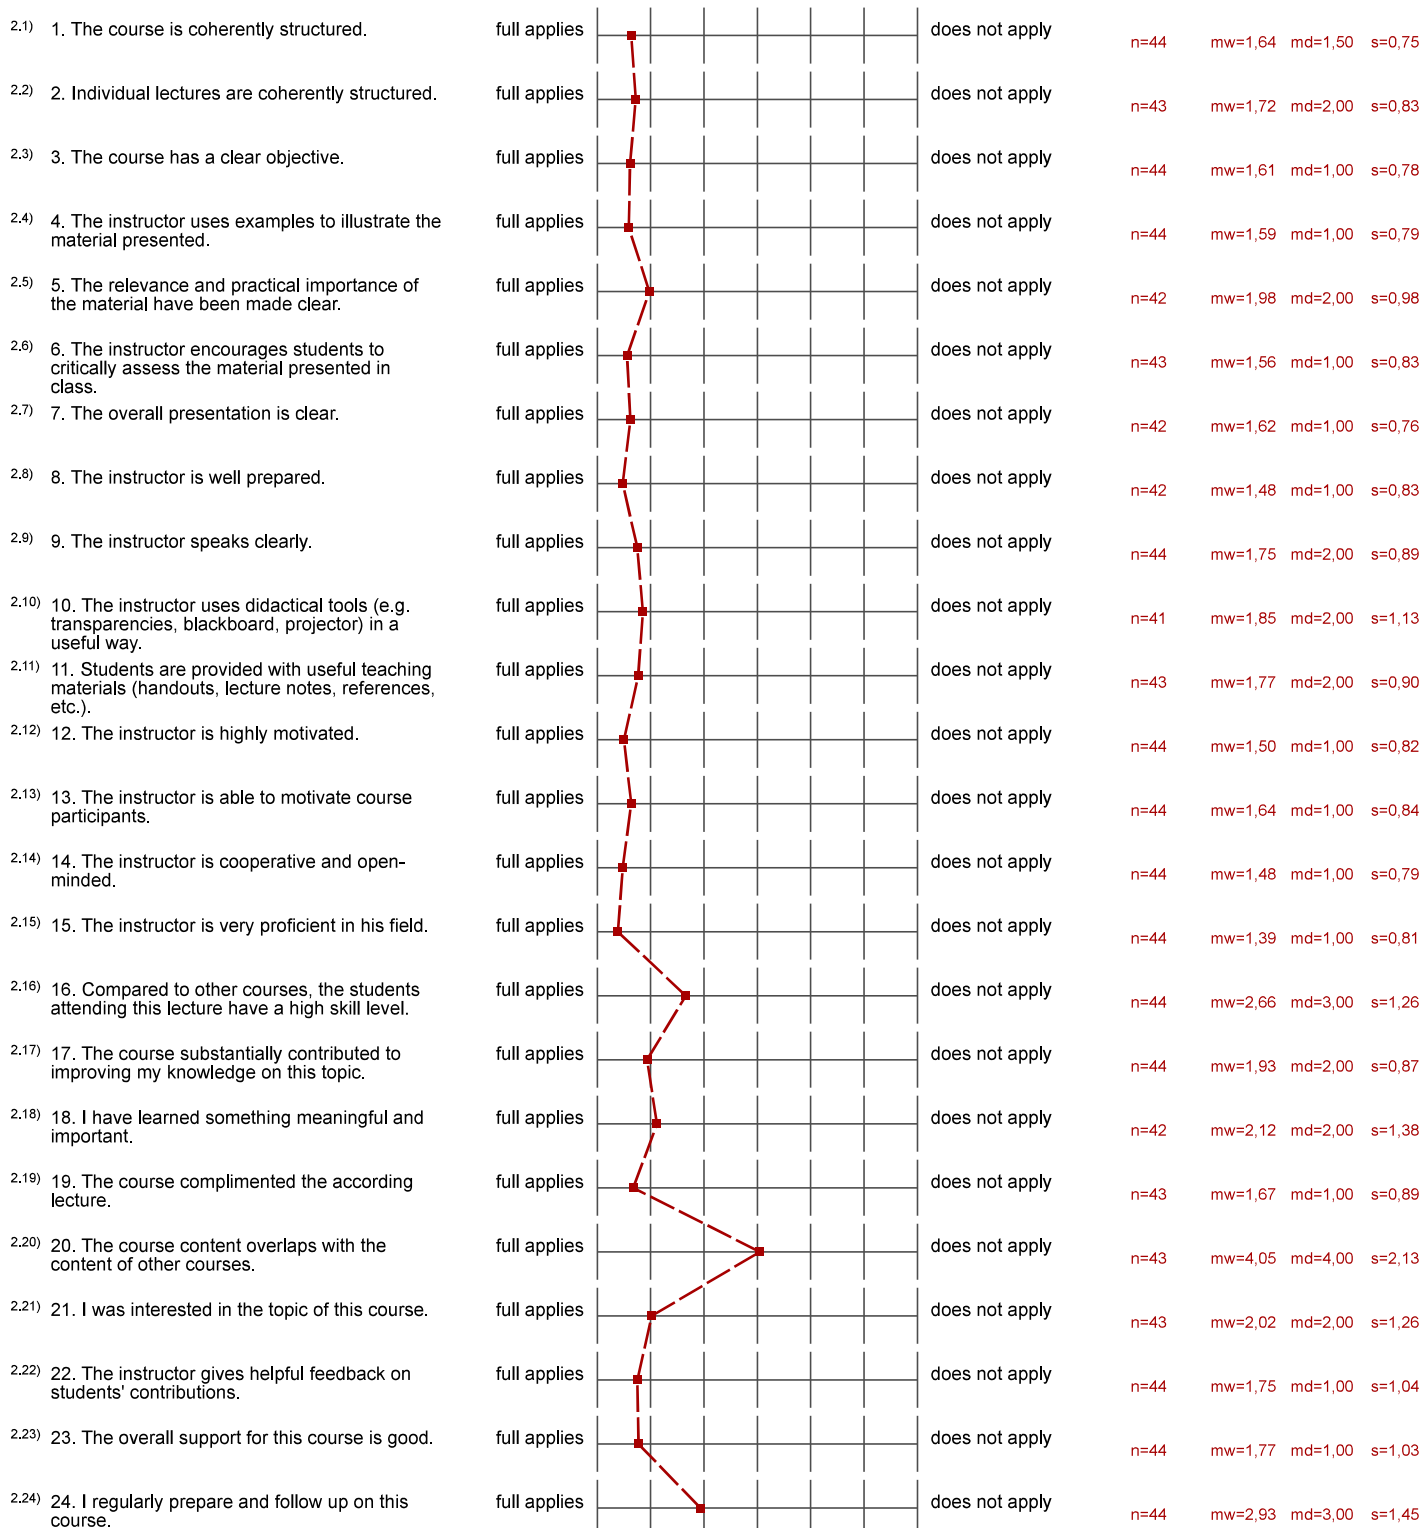 2.1) 1. The course is coherently structured. full applies does not apply n=44 mw=1,64 md=1,50 s=0,75
2.2) 2. Individual lectures are coherently structured. full applies does not apply n=43 mw=1,72 md=2,00 s=0,83
2.3) 3. The course has a clear objective. full applies does not apply n=44 mw=1,61 md=1,00 s=0,78
2.4) 4. The instructor uses examples to illustrate the full applies does not apply n=44 mw=1,59 md=1,00 s=0,79
material presented.
2.5) 5. The relevance and practical importance of full applies does not apply n=42 mw=1,98 md=2,00 s=0,98
the material have been made clear.
2.6) 6. The instructor encourages students to full applies does not apply n=43 mw=1,56 md=1,00 s=0,83
critically assess the material presented in
class.
2.7) 7. The overall presentation is clear. full applies does not apply n=42 mw=1,62 md=1,00 s=0,76
2.8) 8. The instructor is well prepared. full applies does not apply n=42 mw=1,48 md=1,00 s=0,83
2.9) 9. The instructor speaks clearly. full applies does not apply n=44 mw=1,75 md=2,00 s=0,89
2.10) 10. The instructor uses didactical tools (e.g. full applies does not apply n=41 mw=1,85 md=2,00 s=1,13
transparencies, blackboard, projector) in a
useful way.
2.11) 11. Students are provided with useful teaching full applies does not apply n=43 mw=1,77 md=2,00 s=0,90
materials (handouts, lecture notes, references,
etc.).
2.12) 12. The instructor is highly motivated. full applies does not apply n=44 mw=1,50 md=1,00 s=0,82
2.13) 13. The instructor is able to motivate course full applies does not apply n=44 mw=1,64 md=1,00 s=0,84
participants.
2.14) 14. The instructor is cooperative and open- full applies does not apply n=44 mw=1,48 md=1,00 s=0,79
minded.
2.15) 15. The instructor is very proficient in his field. full applies does not apply n=44 mw=1,39 md=1,00 s=0,81
2.16) 16. Compared to other courses, the students full applies does not apply n=44 mw=2,66 md=3,00 s=1,26
attending this lecture have a high skill level.
2.17) 17. The course substantially contributed to full applies does not apply n=44 mw=1,93 md=2,00 s=0,87
improving my knowledge on this topic.
2.18) 18. I have learned something meaningful and full applies does not apply n=42 mw=2,12 md=2,00 s=1,38
important.
2.19) 19. The course complimented the according full applies does not apply n=43 mw=1,67 md=1,00 s=0,89
lecture.
2.20) 20. The course content overlaps with the full applies does not apply n=43 mw=4,05 md=4,00 s=2,13
content of other courses.
2.21) 21. I was interested in the topic of this course. full applies does not apply n=43 mw=2,02 md=2,00 s=1,26
2.22) 22. The instructor gives helpful feedback on full applies does not apply n=44 mw=1,75 md=1,00 s=1,04
students' contributions.
2.23) 23. The overall support for this course is good. full applies does not apply n=44 mw=1,77 md=1,00 s=1,03
2.24) 24. I regularly prepare and follow up on this full applies does not apply n=44 mw=2,93 md=3,00 s=1,45
course.